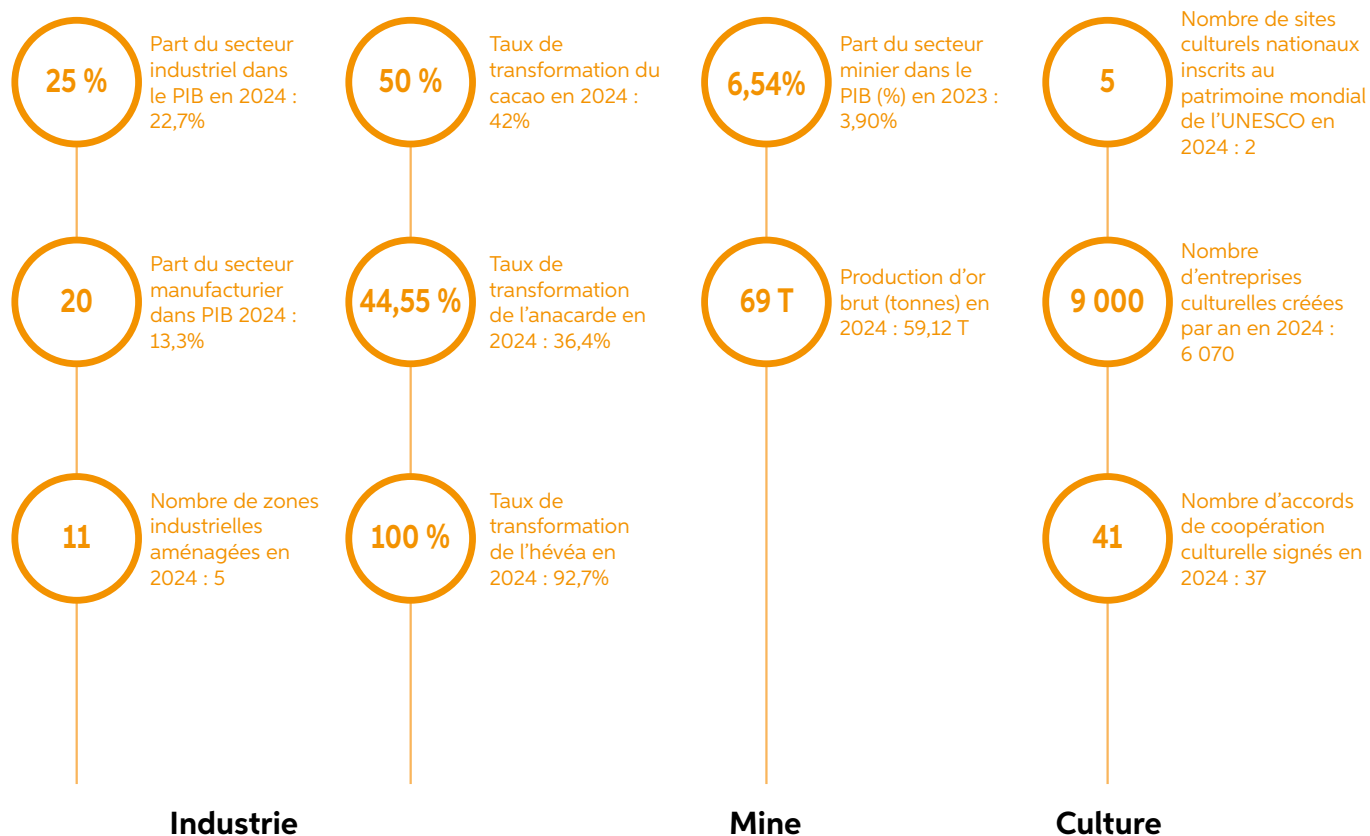 25 %
Part du secteur
industriel dans
le PIB en 2024 :
22,7%
20
Part du secteur
manufacturier
dans PIB 2024 :
13,3%
11
Nombre de zones
industrielles
aménagées en
2024 : 5
50 %
Taux de
transformation du
cacao en 2024 :
42%
44,55 %
Taux de
transformation
de l’anacarde en
2024 : 36,4%
100 %
Taux de
transformation
de l’hévéa en
2024 : 92,7%
Industrie
6,54%
Part du secteur
minier dans le
PIB (%) en 2023 :
3,90%
69 T
Production d’or
brut (tonnes) en
2024 : 59,12 T
Mine
5
Nombre de sites
culturels nationaux
inscrits au
patrimoine mondial
de l’UNESCO en
2024 : 2
9 000
Nombre
d’entreprises
culturelles créées
par an en 2024 :
6 070
41
Nombre d’accords
de coopération
culturelle signés en
2024 : 37
Culture